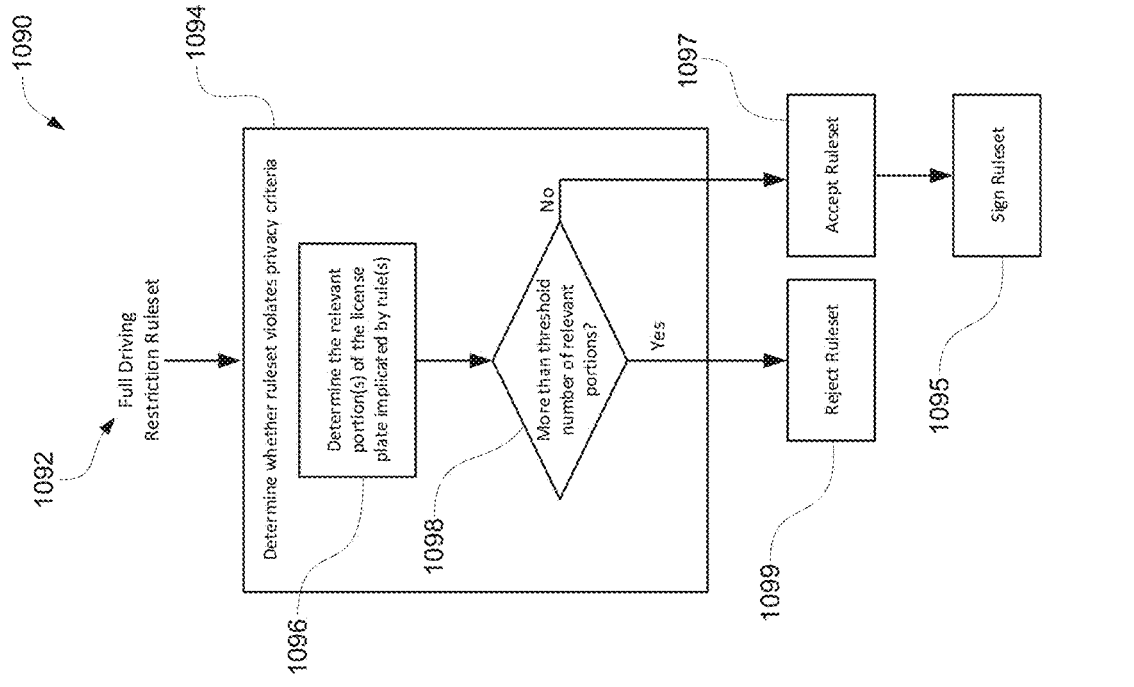 1090
1092
Full Driving
Restriction Ruleset
1094
Determine whether ruleset violates privacy criteria
1096
Determine the relevant
portion(s) of the license
plate implicated by rule(s)
1098
More than threshold
number of relevant
portions?
No
Yes
1097
Accept Ruleset
1099
Reject Ruleset
1095
Sign Ruleset